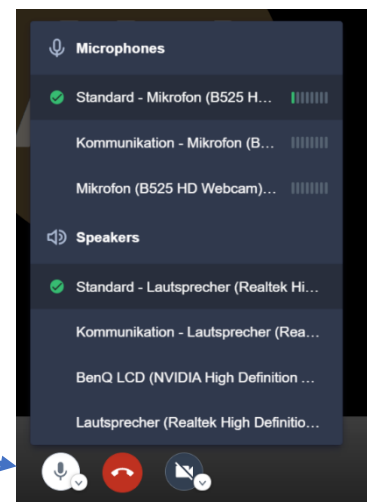 Microphones
Standard - Mikrofon (B525 H...
Kommunikation - Mikrofon (B...
Mikrofon (B525 HD Webcam)...
Speakers
Standard - Lautsprecher (Realtek Hi...
Kommunikation - Lautsprecher (Rea...
BenQ LCD (NVIDIA High Definition ...
Lautsprecher (Realtek High Definitio...